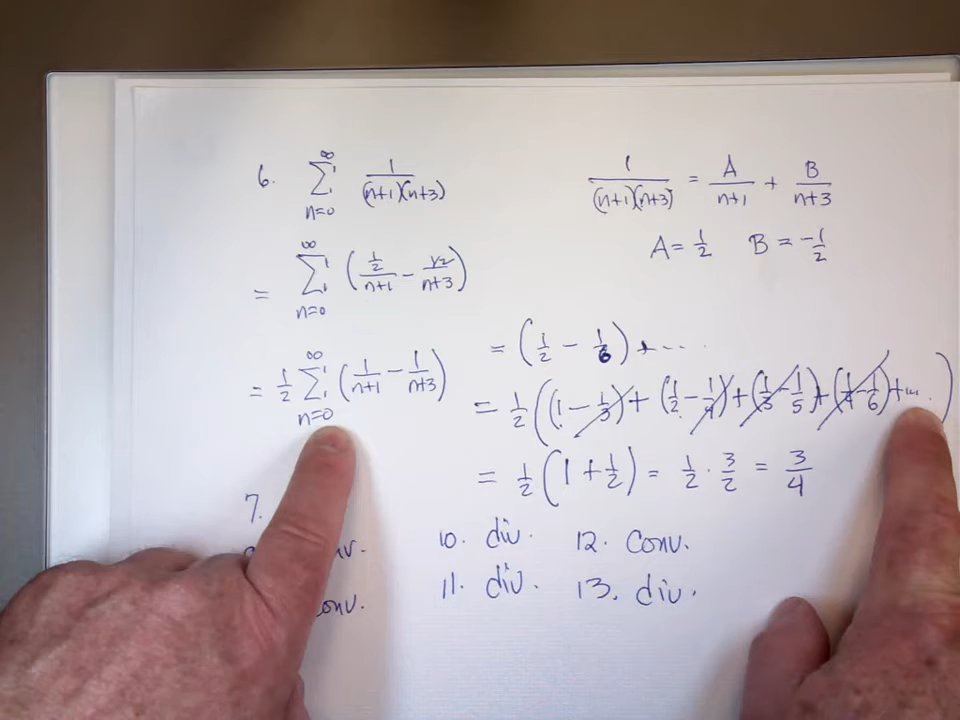 6. ∞ Σ n=0 1/(n+1)(n+3)
1/(n+1)(n+3) = A/n+1 + B/n+3
A = 1/2 B = -1/2
= ∞ Σ n=0 (1/2/n+1 - 1/2/n+3)
= (1/2 - 1/6) + ...
= 1/2 ∞ Σ n=0 (1/n+1 - 1/n+3)
= 1/2 ((1 - 1/3) + (1/2 - 1/4) + (1/3 - 1/5) + (1/4 - 1/6) + ... )
= 1/2 (1 + 1/2) = 1/2 · 3/2 = 3/4
7.
10. div. 12. Conv.
11. div. 13. div.